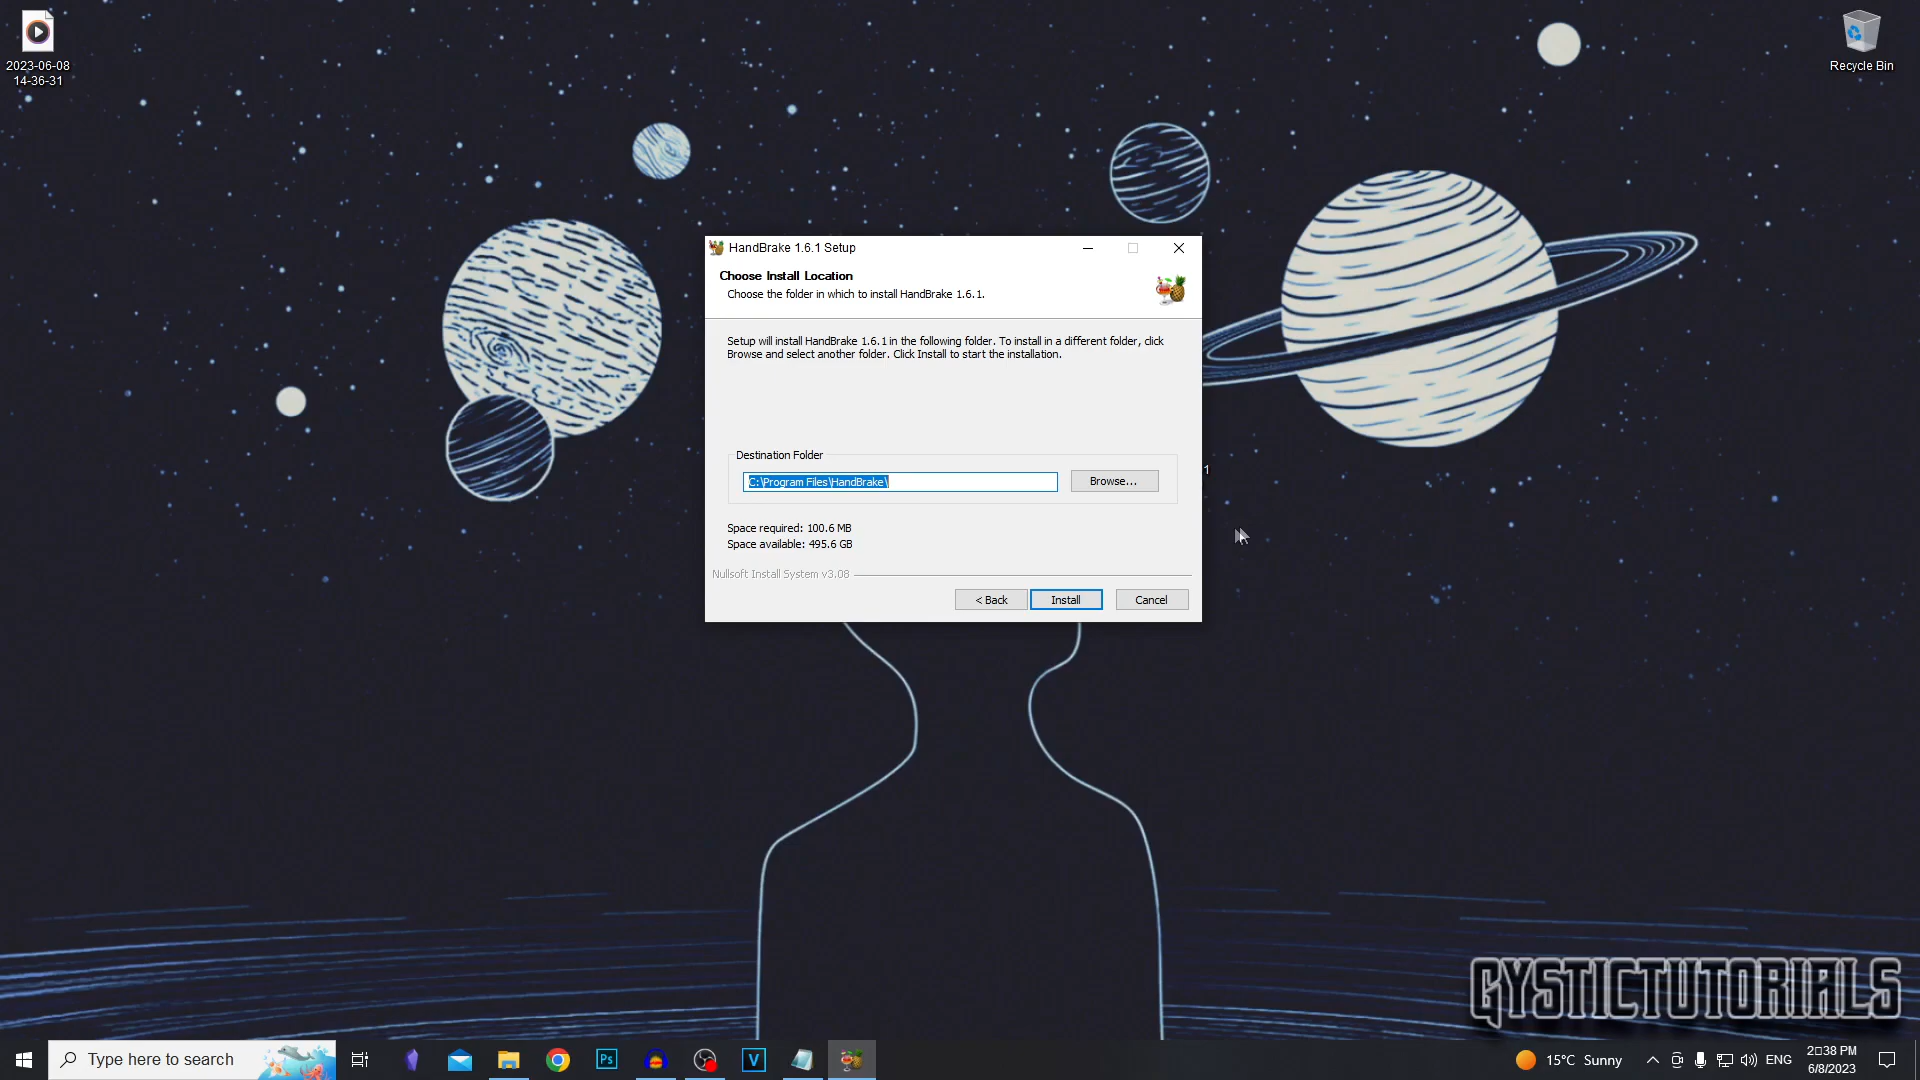 2023-06-08
14-36-31
Recycle Bin
HandBrake 1.6.1 Setup
Choose Install Location
Choose the folder in which to install HandBrake 1.6.1.
Setup will install HandBrake 1.6.1 in the following folder. To install in a different folder, click
Browse and select another folder. Click Install to start the installation.
Destination Folder
C:\Program Files\HandBrake\
Browse...
1
Space required: 100.6 MB
Space available: 495.6 GB
Nullsoft Install System v3.08
< Back
Install
Cancel
GYSTICTUTORIALS
Type here to search
Ps
V
15°C Sunny
ENG
2▯38 PM
6/8/2023